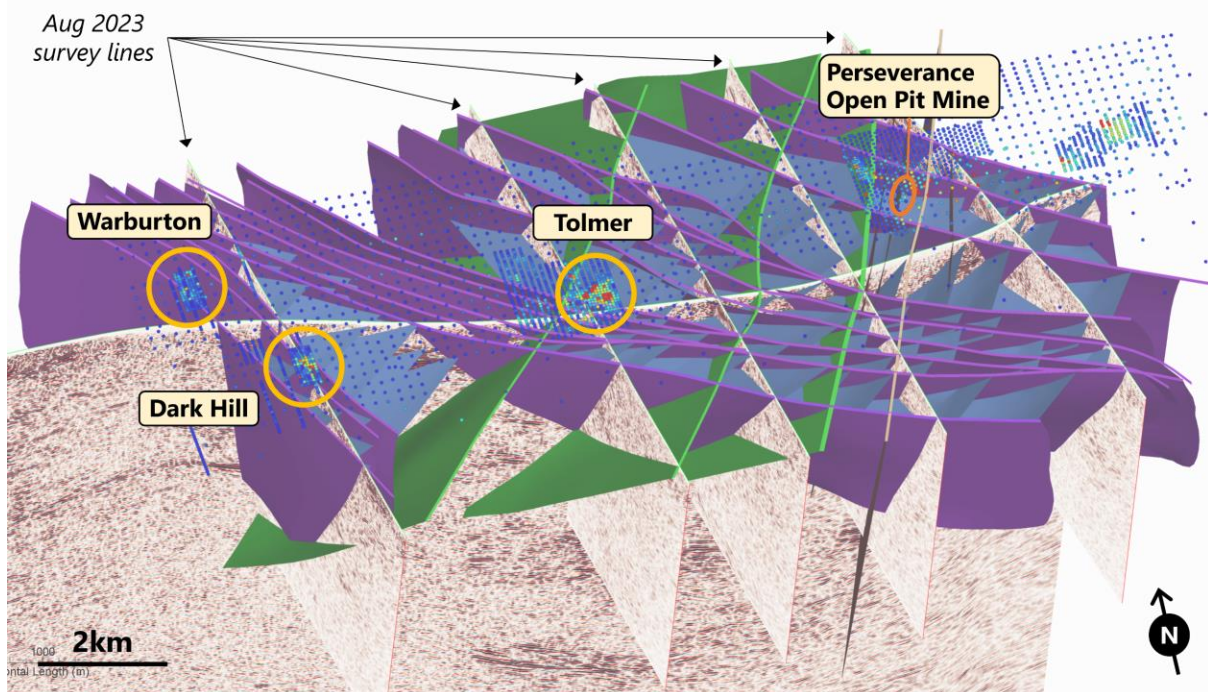 Aug 2023
survey lines
Perseverance
Open Pit Mine
Warburton
Tolmer
Dark Hill
2km
1000
ontal Length (m)
N